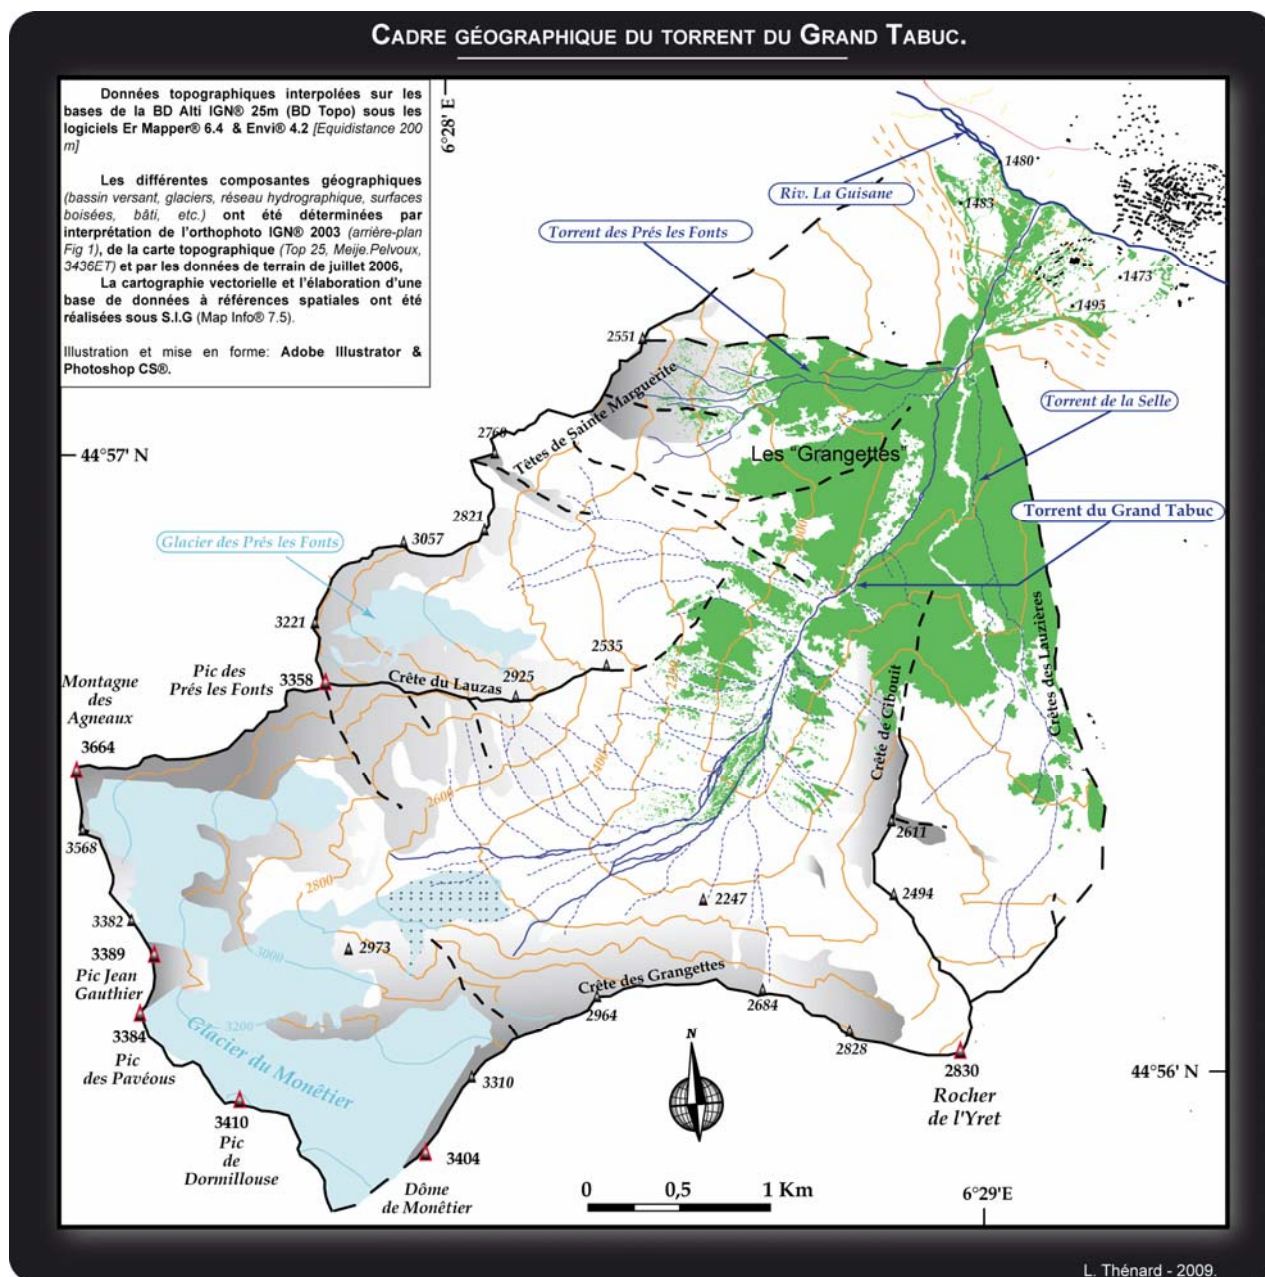 CADRE GÉOGRAPHIQUE DU TORRENT DU GRAND TABUC.
Données topographiques interpolées sur les
bases de la BD Alti IGN® 25m (BD Topo) sous les
logiciels Er Mapper® 6.4 & Envi® 4.2 [Equidistance 200
m]
Les différentes composantes géographiques
(bassin versant, glaciers, réseau hydrographique, surfaces
boisées, bâti, etc.) ont été déterminées par
interprétation de l'orthophoto IGN® 2003 (arrière-plan
Fig 1), de la carte topographique (Top 25, Meije.Pelvoux,
3436ET) et par les données de terrain de juillet 2006,
La cartographie vectorielle et l'élaboration d'une
base de données à références spatiales ont été
réalisées sous S.I.G (Map Info® 7.5).
Illustration et mise en forme: Adobe Illustrator &
Photoshop CS®.
6°28' E
1480
Riv. La Guisane
1483
Torrent des Prés les Fonts
1473
1495
2551
Têtes de Sainte Marguerite
Torrent de la Selle
2760
44°57' N
Les "Grangettes"
Torrent du Grand Tabuc
2821
3057
Glacier des Prés les Fonts
3221
2535
2200
Crêtes des Lauzières
Pic des
Prés les Fonts
3358
Crête du Lauzas
2925
Crête de Cibouit
Montagne
des
Agneaux
3664
2400
2600
3568
2611
2800
2494
2247
3382
3389
Pic Jean
Gauthier
2973
3000
Crête des Grangettes
2964
2684
3384
Pic
des Pavéous
3200
Glacier du Monêtier
N
2828
2830
Rocher
de l'Yret
44°56' N
3310
3410
Pic
de
Dormillouse
3404
Dôme
de Monêtier
0 0,5 1 Km
6°29'E
L. Thénard - 2009.